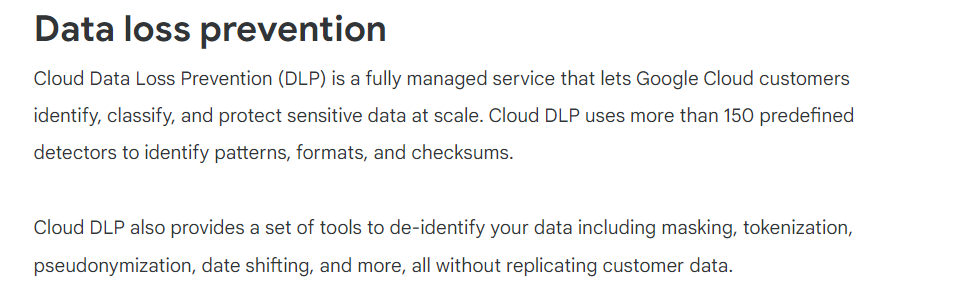 Data loss prevention
Cloud Data Loss Prevention (DLP) is a fully managed service that lets Google Cloud customers
identify, classify, and protect sensitive data at scale. Cloud DLP uses more than 150 predefined
detectors to identify patterns, formats, and checksums.
Cloud DLP also provides a set of tools to de-identify your data including masking, tokenization,
pseudonymization, date shifting, and more, all without replicating customer data.